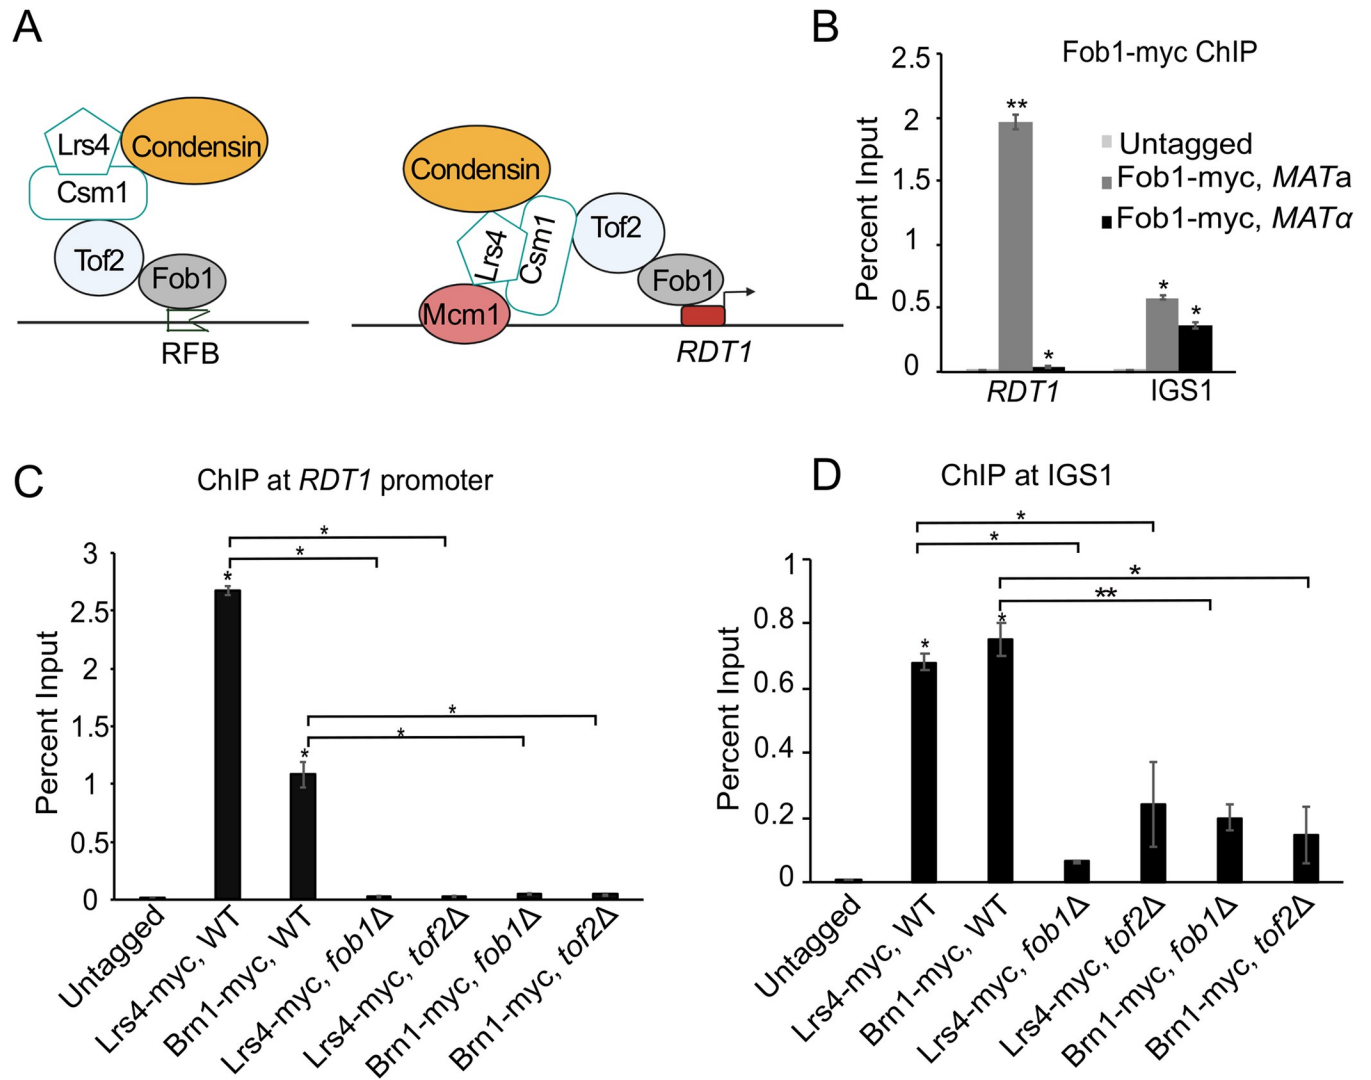 A
Lrs4
Condensin
Csm1
Tof2
Fob1
RFB
Condensin
Lrs4
Csm1
Tof2
Fob1
Mcm1
RDT1
B
Fob1-myc ChIP
Percent Input
2.5
2
1.5
1
0.5
0
**
*
*
*
Untagged
Fob1-myc, MATa
Fob1-myc, MATα
RDT1
IGS1
C
ChIP at RDT1 promoter
Percent Input
3
2.5
2
1.5
1
0.5
0
*
*
*
*
*
*
Untagged
Lrs4-myc, WT
Brn1-myc, WT
Lrs4-myc, fob1Δ
Lrs4-myc, tof2Δ
Brn1-myc, fob1Δ
Brn1-myc, tof2Δ
D
ChIP at IGS1
Percent Input
1
0.8
0.6
0.4
0.2
0
*
*
*
**
*
*
Untagged
Lrs4-myc, WT
Brn1-myc, WT
Lrs4-myc, fob1Δ
Lrs4-myc, tof2Δ
Brn1-myc, fob1Δ
Brn1-myc, tof2Δ